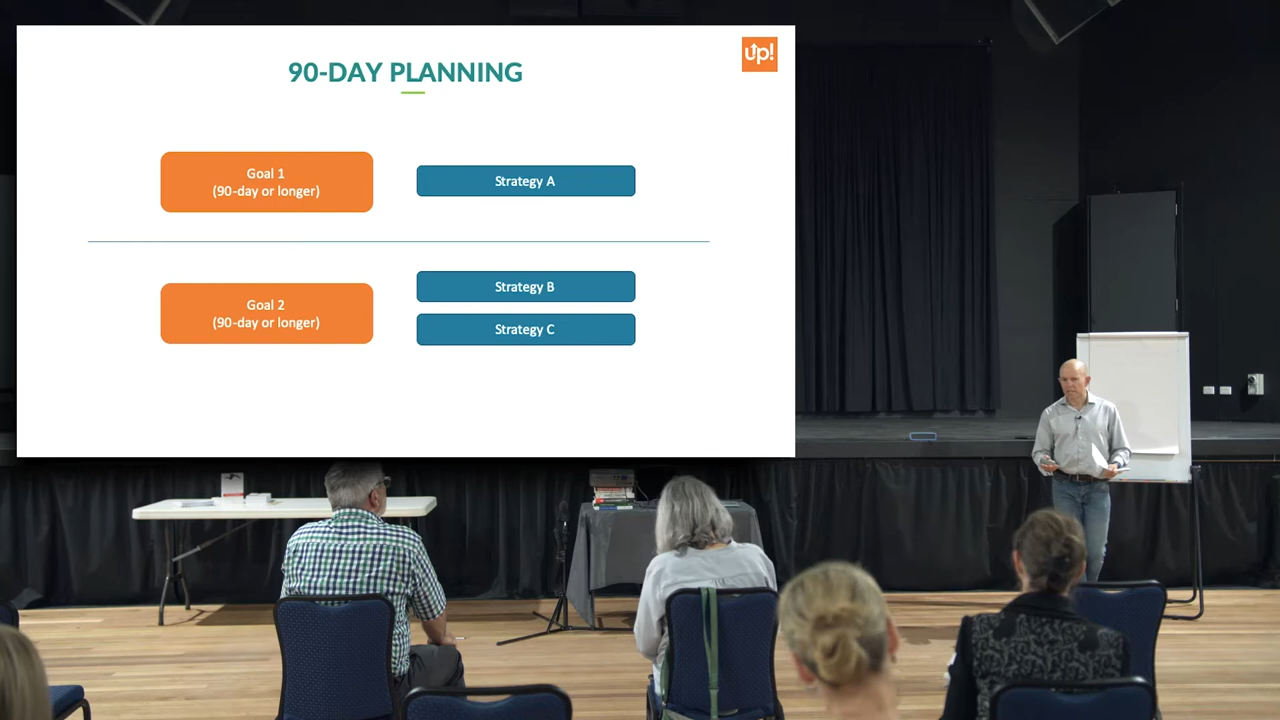 90-DAY PLANNING
up!
Goal 1
(90-day or longer)
Strategy A
Goal 2
(90-day or longer)
Strategy B
Strategy C